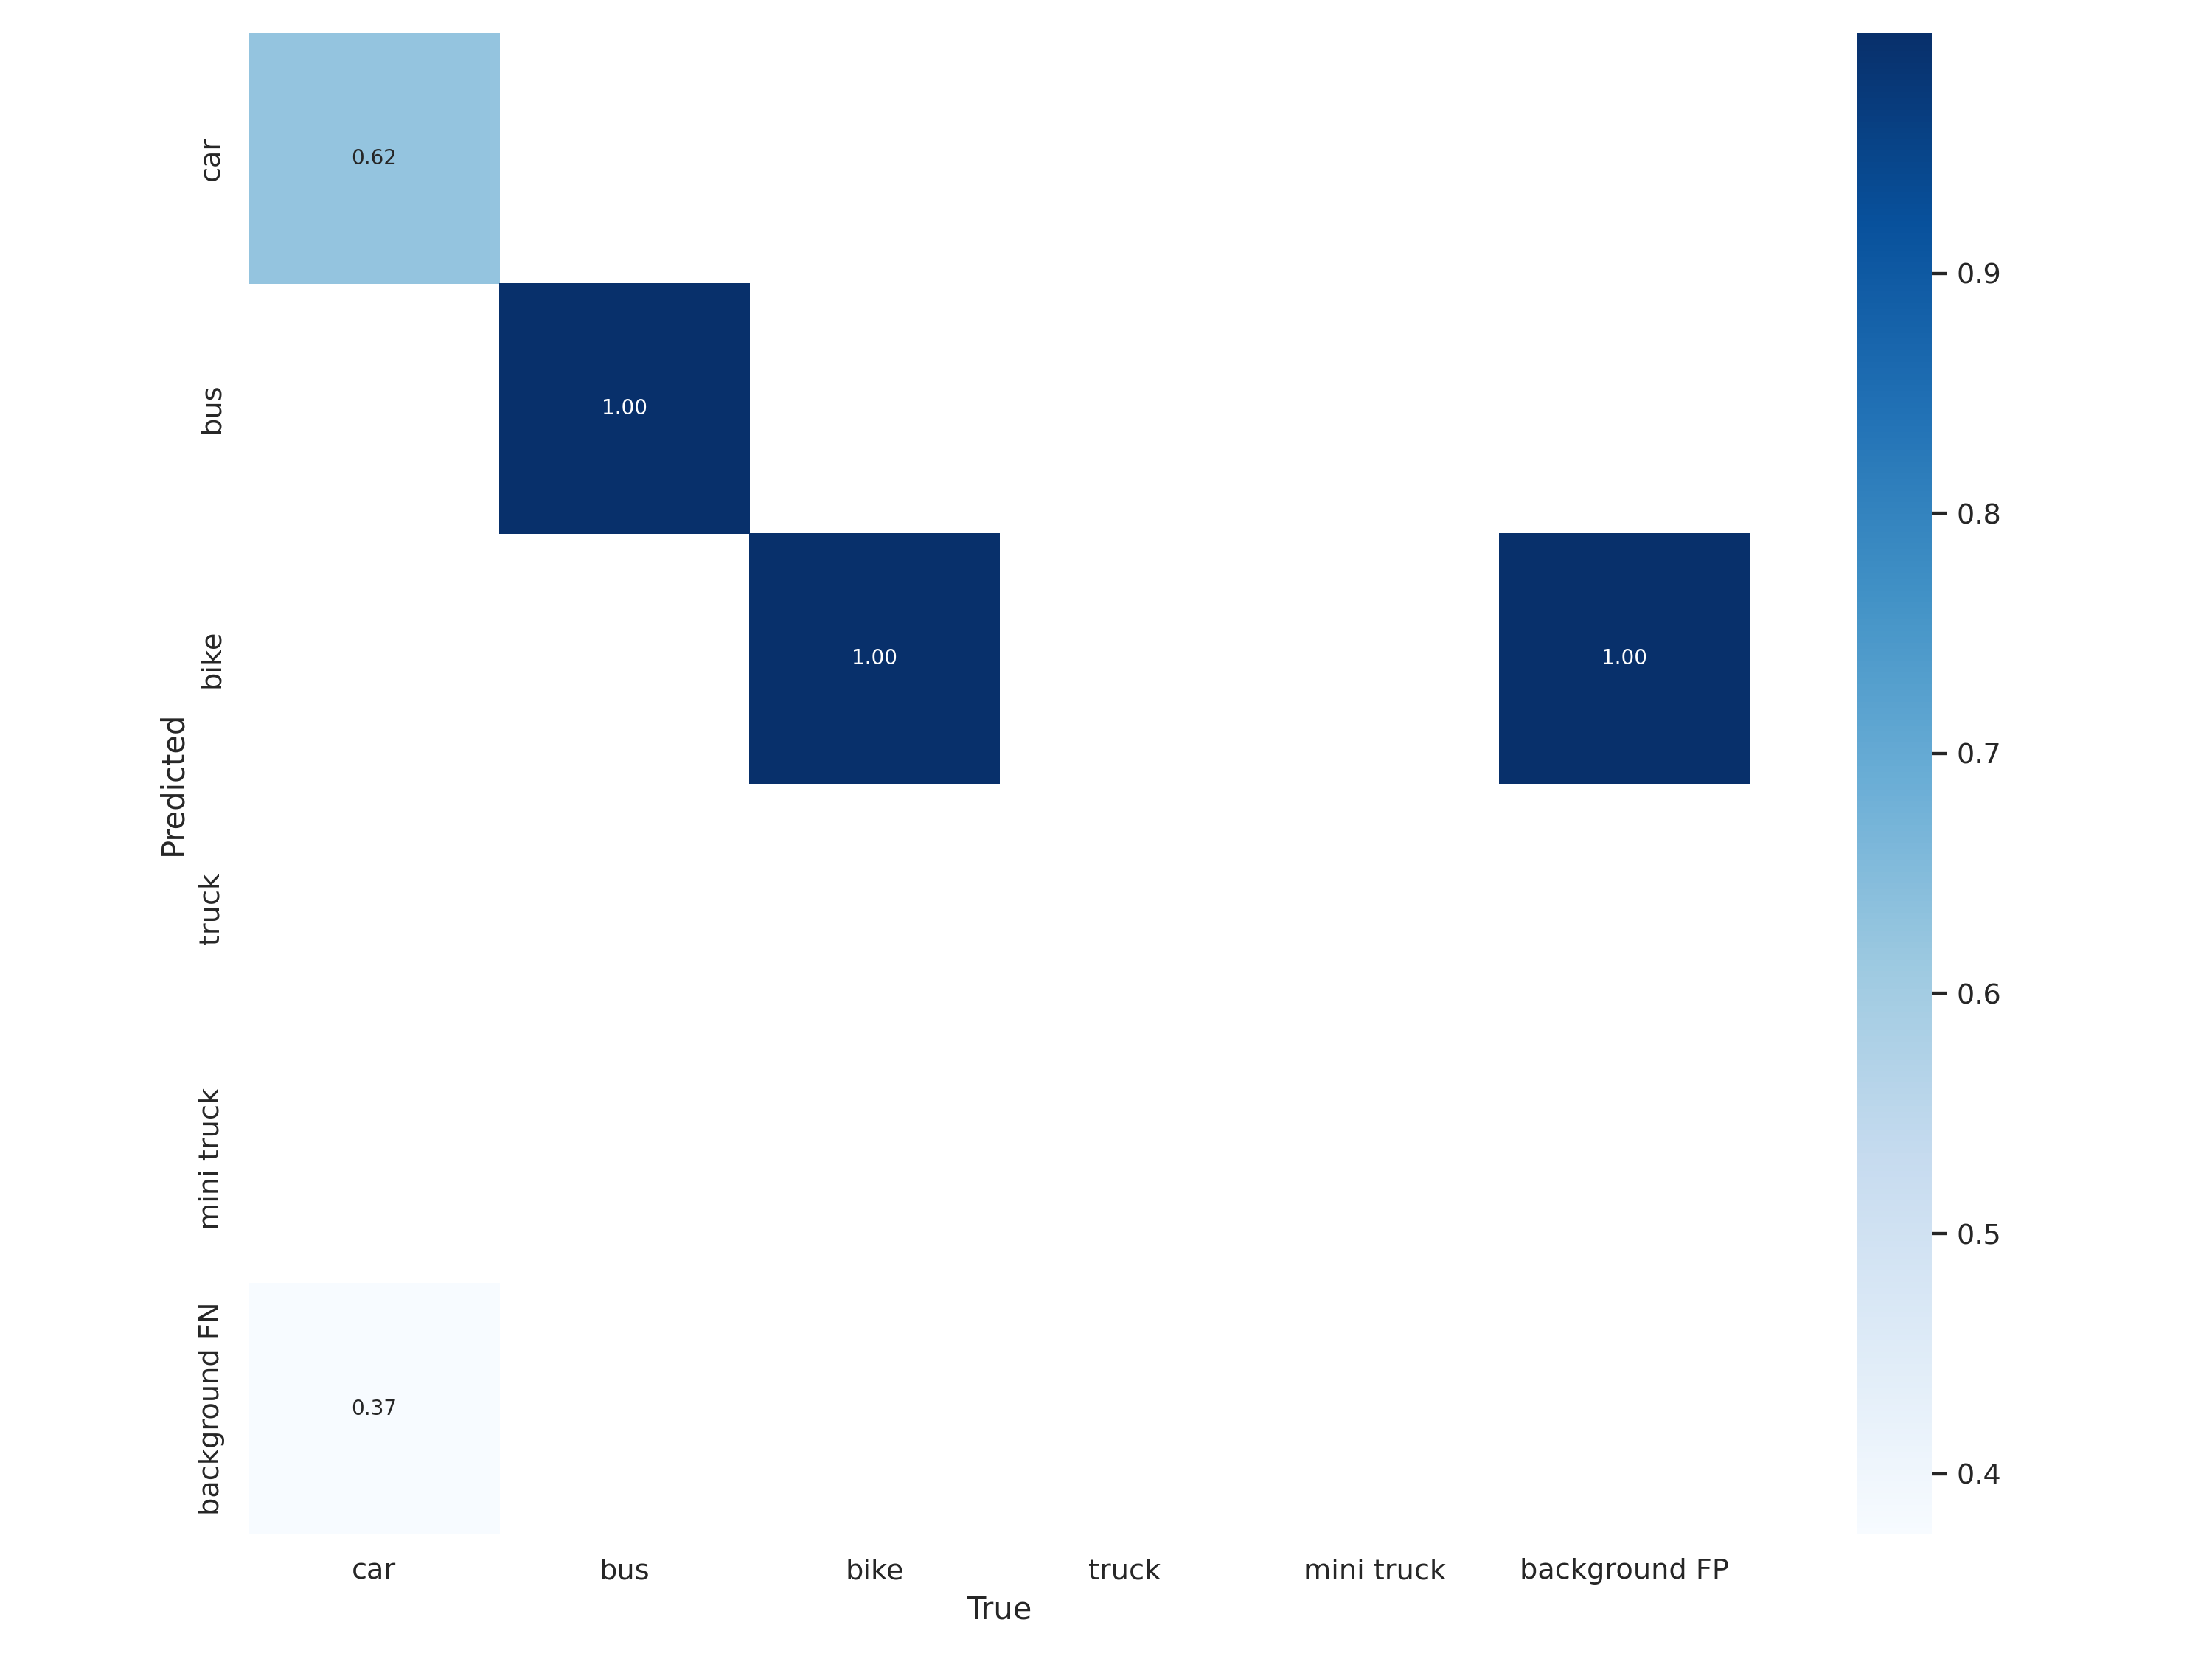 Predicted
car
bus
bike
truck
mini truck
background FN
0.62
1.00
1.00
1.00
0.37
car
bus
bike
truck
mini truck
background FP
True
0.9
0.8
0.7
0.6
0.5
0.4